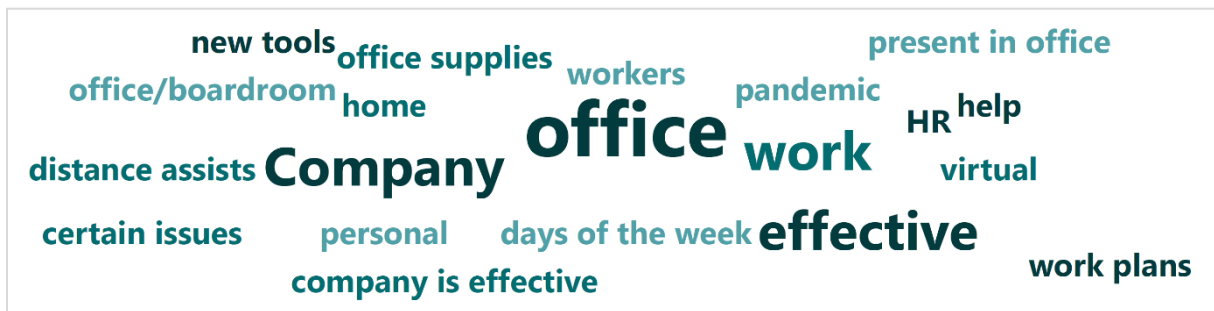 new tools
office supplies
present in office
office/boardroom
workers
pandemic
home
HR
help
office
Company
work
distance assists
virtual
certain issues
personal
days of the week
effective
company is effective
work plans